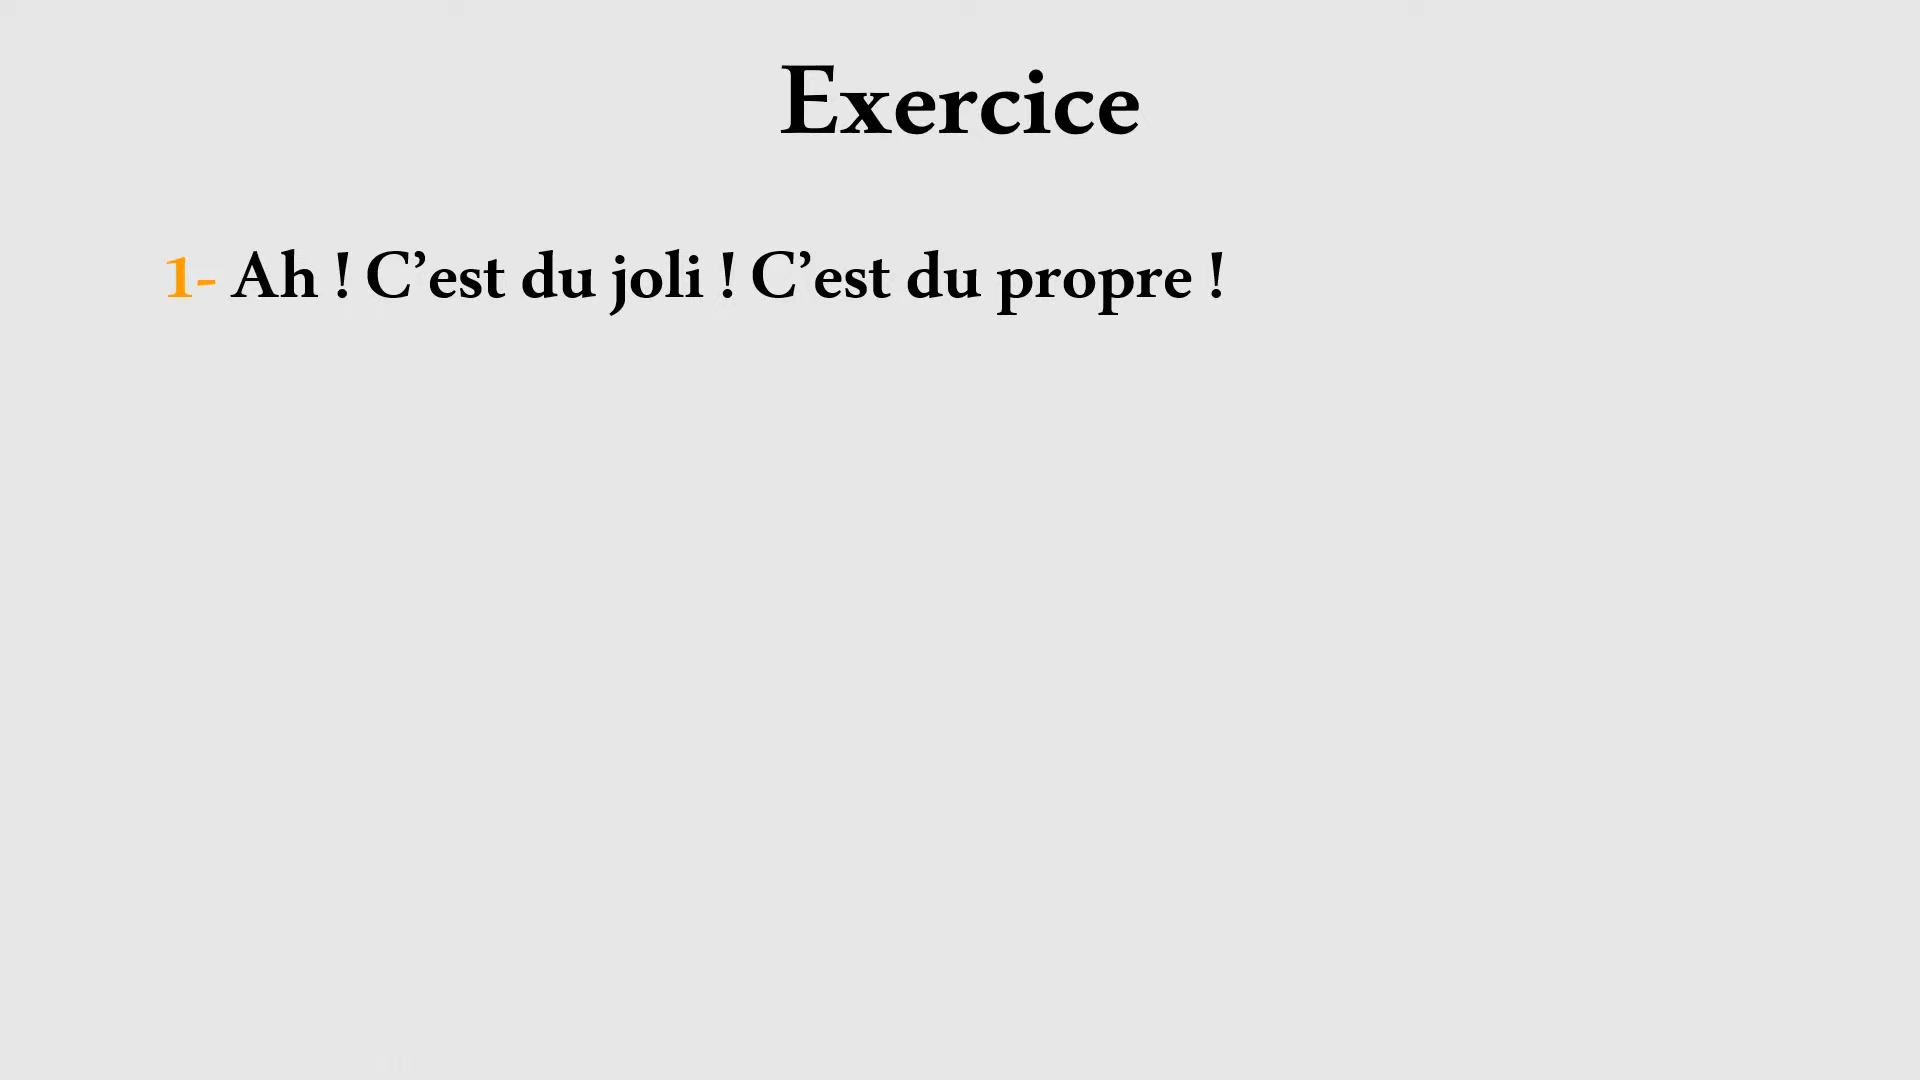 Exercice
1- Ah ! C’est du joli ! C’est du propre !